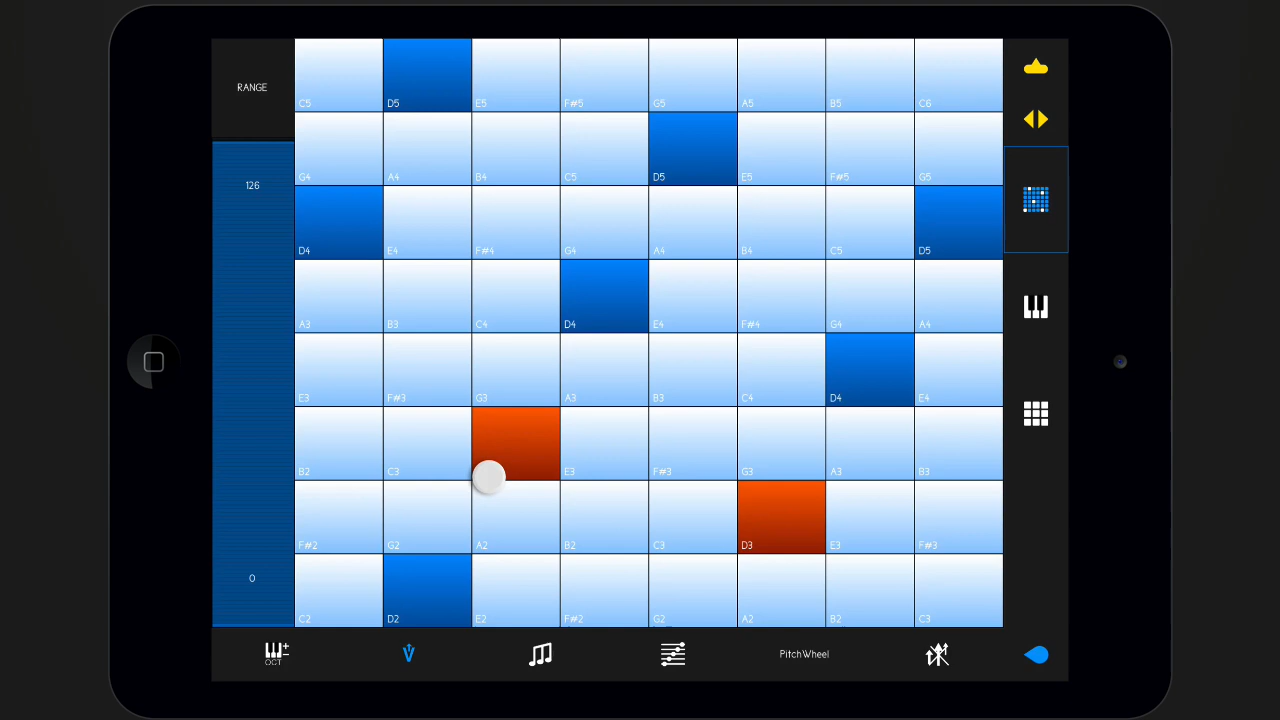 RANGE
C5 D5 E5 F#5 G5 A5 B5 C6
G4 A4 B4 C5 D5 E5 F#5 G5
126
D4 E4 F#4 G4 A4 B4 C5 D5
A3 B3 C4 D4 E4 F#4 G4 A4
E3 F#3 G3 A3 B3 C4 D4 E4
B2 C3 E3 F#3 G3 A3 B3
F#2 G2 A2 B2 C3 D3 E3 F#3
0
C2 D2 E2 F#2 G2 A2 B2 C3
OCT PitchWheel